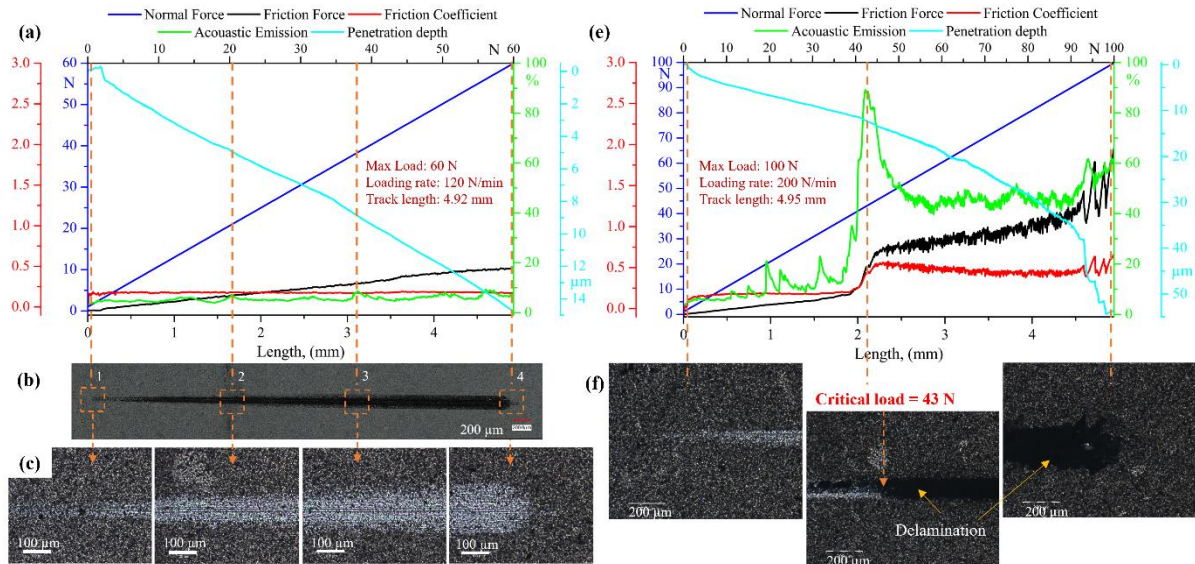 Normal Force Friction Force Friction Coefficient
Acouastic Emission Penetration depth
(a)
0 10 20 30 40 N 50 60
3.0 2.5 2.0 1.5 1.0 0.5 0.0
60 N 50 40 30 20 10 0
100 % 80 60 40 20 0
0 2 4 6 8 10 12 μm 14
Max Load: 60 N
Loading rate: 120 N/min
Track length: 4.92 mm
0 1 2 3 4
Length, (mm)
(b)
1 2 3 4
200 μm
(c)
100 μm 100 μm 100 μm 100 μm
Normal Force Friction Force Friction Coefficient
Acouastic Emission Penetration depth
(e)
0 10 20 30 40 50 60 70 80 90 N 100
3.0 2.5 2.0 1.5 1.0 0.5 0.0
100 N 90 80 70 60 50 40 30 20 10 0
100 % 80 60 40 20 0
0 10 20 30 40 μm 50
Max Load: 100 N
Loading rate: 200 N/min
Track length: 4.95 mm
0 1 2 3 4
Length, (mm)
(f)
Critical load = 43 N
200 μm
200 μm
200 μm
Delamination